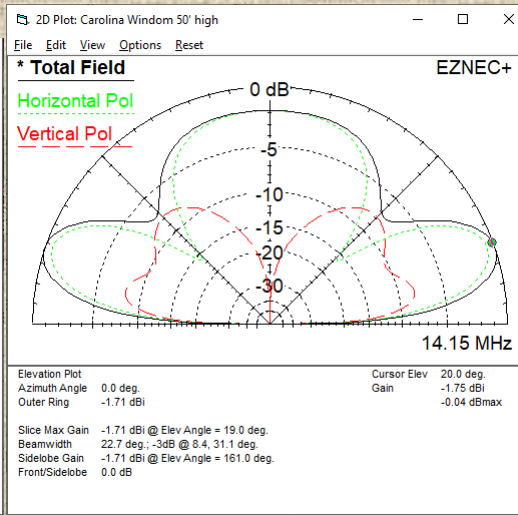 2D Plot: Carolina Windom 50' high
File Edit View Options Reset
* Total Field
EZNEC+
Horizontal Pol
Vertical Pol
0 dB
-5
-10
-15
-20
-30
14.15 MHz
Elevation Plot
Cursor Elev 20.0 deg.
Azimuth Angle 0.0 deg.
Gain -1.75 dBi
Outer Ring -1.71 dBi
-0.04 dBmax
Slice Max Gain -1.71 dBi @ Elev Angle = 19.0 deg.
Beamwidth 22.7 deg.; -3dB @ 8.4, 31.1 deg.
Sidelobe Gain -1.71 dBi @ Elev Angle = 161.0 deg.
Front/Sidelobe 0.0 dB